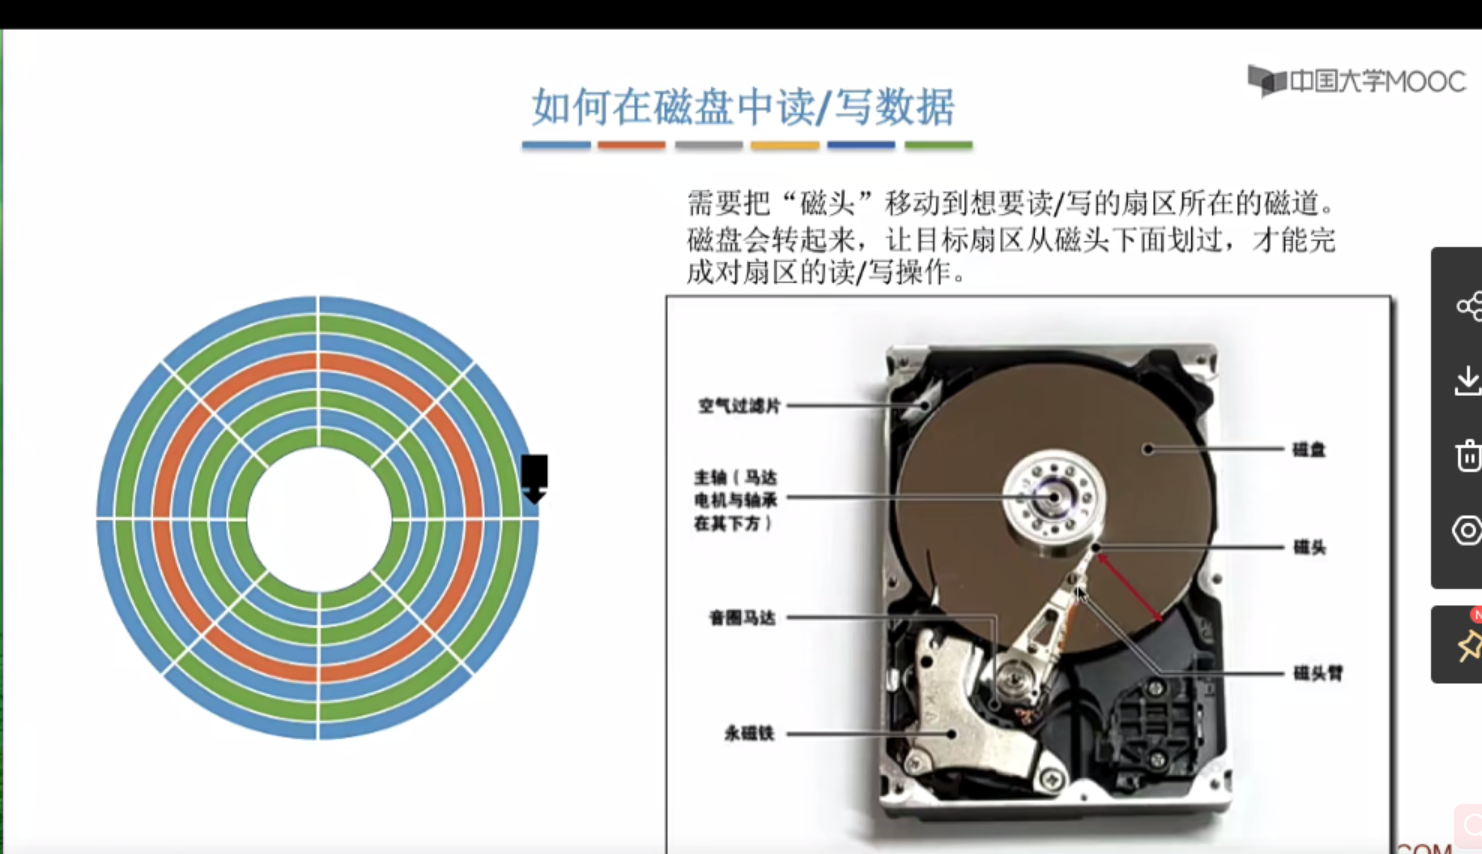 中国大学MOOC
如何在磁盘中读/写数据
需要把“磁头”移动到想要读/写的扇区所在的磁道。
磁盘会转起来，让目标扇区从磁头下面划过，才能完
成对扇区的读/写操作。
空气过滤片
磁盘
主轴（马达
电机与轴承
在其下方）
磁头
音圈马达
磁头臂
永磁铁